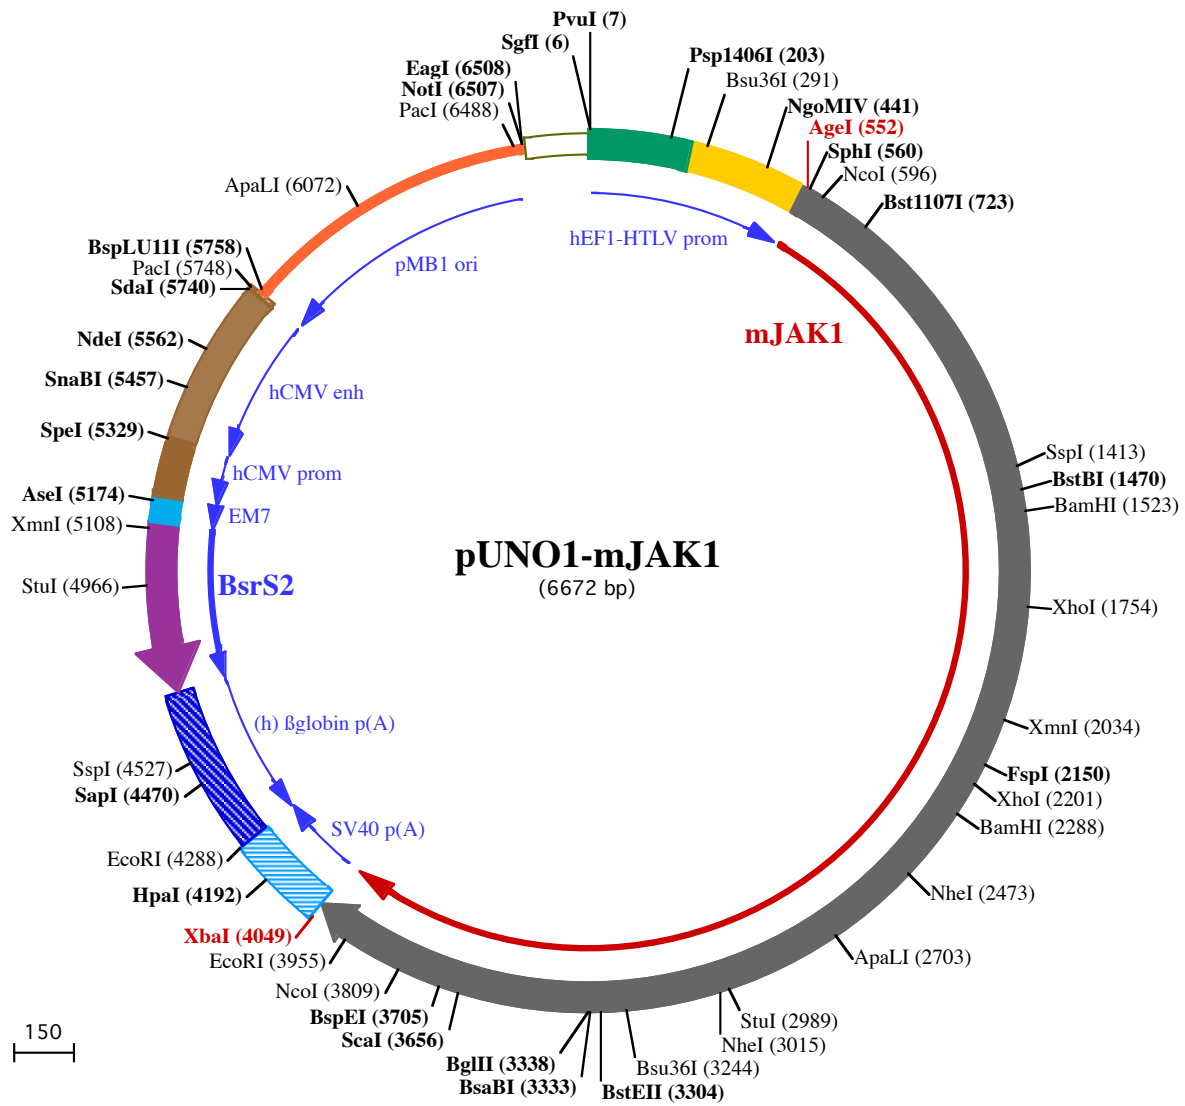 PvuI (7)
SgfI (6)
EagI (6508)
NotI (6507)
PacI (6488)
Psp1406I (203)
Bsu36I (291)
NgoMIV (441)
AgeI (552)
SphI (560)
NcoI (596)
Bst1107I (723)
ApaLI (6072)
hEF1-HTLV prom
BspLU11I (5758)
PacI (5748)
SdaI (5740)
pMB1 ori
NdeI (5562)
mJAK1
SnaBI (5457)
hCMV enh
SpeI (5329)
SspI (1413)
hCMV prom
BstBI (1470)
AseI (5174)
BamHI (1523)
XmnI (5108)
EM7
pUNO1-mJAK1
(6672 bp)
StuI (4966)
BsrS2
XhoI (1754)
(h) ßglobin p(A)
XmnI (2034)
SspI (4527)
FspI (2150)
SapI (4470)
XhoI (2201)
SV40 p(A)
BamHI (2288)
EcoRI (4288)
HpaI (4192)
NheI (2473)
XbaI (4049)
EcoRI (3955)
ApaLI (2703)
NcoI (3809)
BspEI (3705)
ScaI (3656)
StuI (2989)
NheI (3015)
150
BglII (3338)
Bsu36I (3244)
BsaBI (3333)
BstEII (3304)